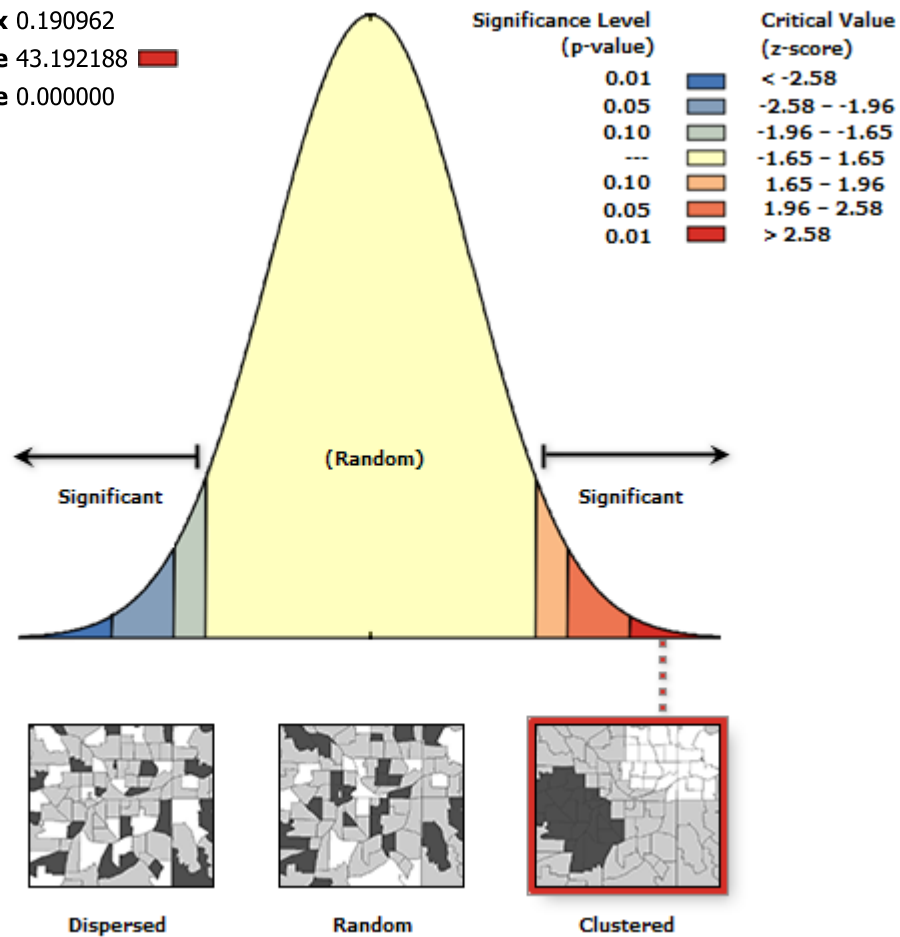 x 0.190962
e 43.192188
e 0.000000
Significance Level
(p-value)
Critical Value
(z-score)
0.01 < -2.58
0.05 -2.58 – -1.96
0.10 -1.96 – -1.65
--- -1.65 – 1.65
0.10 1.65 – 1.96
0.05 1.96 – 2.58
0.01 > 2.58
(Random)
Significant
Significant
Dispersed
Random
Clustered